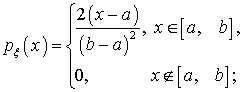 p_ξ(x) = { 2(x−a)/(b−a)², x∈[a, b],
0, x∉[a, b];